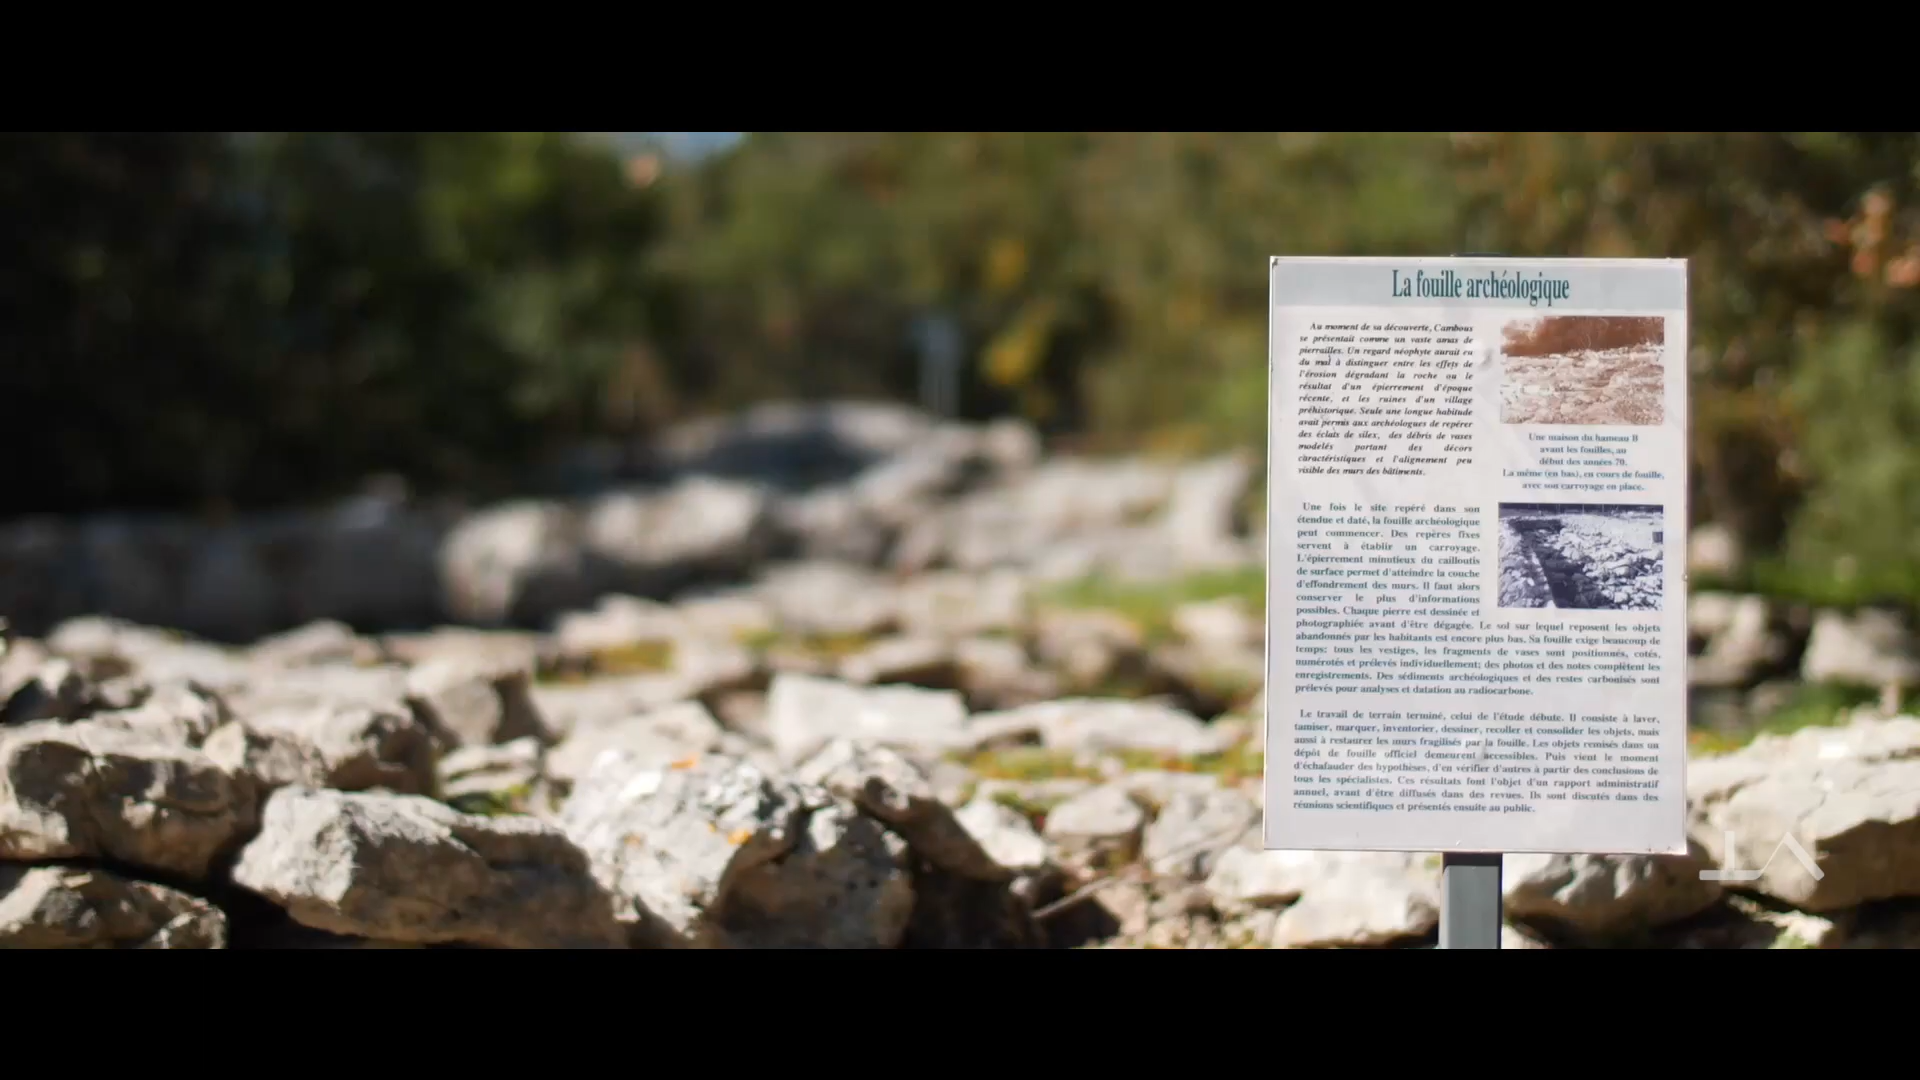 La fouille archéologique
Au moment de sa découverte, Cambous
se présentait comme un vaste amas de
pierrailles. Un regard néophyte aurait eu
du mal à distinguer entre les effets de
l'érosion dégradant la roche ou le
résultat d'un épierrement d'époque
récente, et les ruines d'un village
préhistorique. Seule une longue habitude
avait permis aux archéologues de repérer
des éclats de silex, des débris de vases
modelés portant des décors
caractéristiques et l'alignement peu
visible des murs des bâtiments.
Une maison du hameau B
avant les fouilles, au
début des années 70.
La même (en bas), en cours de fouille,
avec son carroyage en place.
Une fois le site repéré dans son
étendue et daté, la fouille archéologique
peut commencer. Des repères fixes
servent à établir un carroyage.
L'épierrement minutieux du cailloutis
de surface permet d'atteindre la couche
d'effondrement des murs. Il faut alors
conserver le plus d'informations
possibles. Chaque pierre est dessinée et
photographiée avant d'être dégagée. Le sol sur lequel reposent les objets
abandonnés par les habitants est encore plus bas. Sa fouille exige beaucoup de
temps: tous les vestiges, les fragments de vases sont positionnés, cotés,
numérotés et prélevés individuellement; des photos et des notes complètent les
enregistrements. Des sédiments archéologiques et des restes carbonisés sont
prélevés pour analyses et datation au radiocarbone.
Le travail de terrain terminé, celui de l'étude débute. Il consiste à laver,
tamiser, marquer, inventorier, dessiner, recoller et consolider les objets, mais
aussi à restaurer les murs fragilisés par la fouille. Les objets remisés dans un
dépôt de fouille officiel demeurent accessibles. Puis vient le moment
d'échafauder des hypothèses, d'en vérifier d'autres à partir des conclusions de
tous les spécialistes. Ces résultats font l'objet d'un rapport administratif
annuel, avant d'être diffusés dans des revues. Ils sont discutés dans des
réunions scientifiques et présentés ensuite au public.